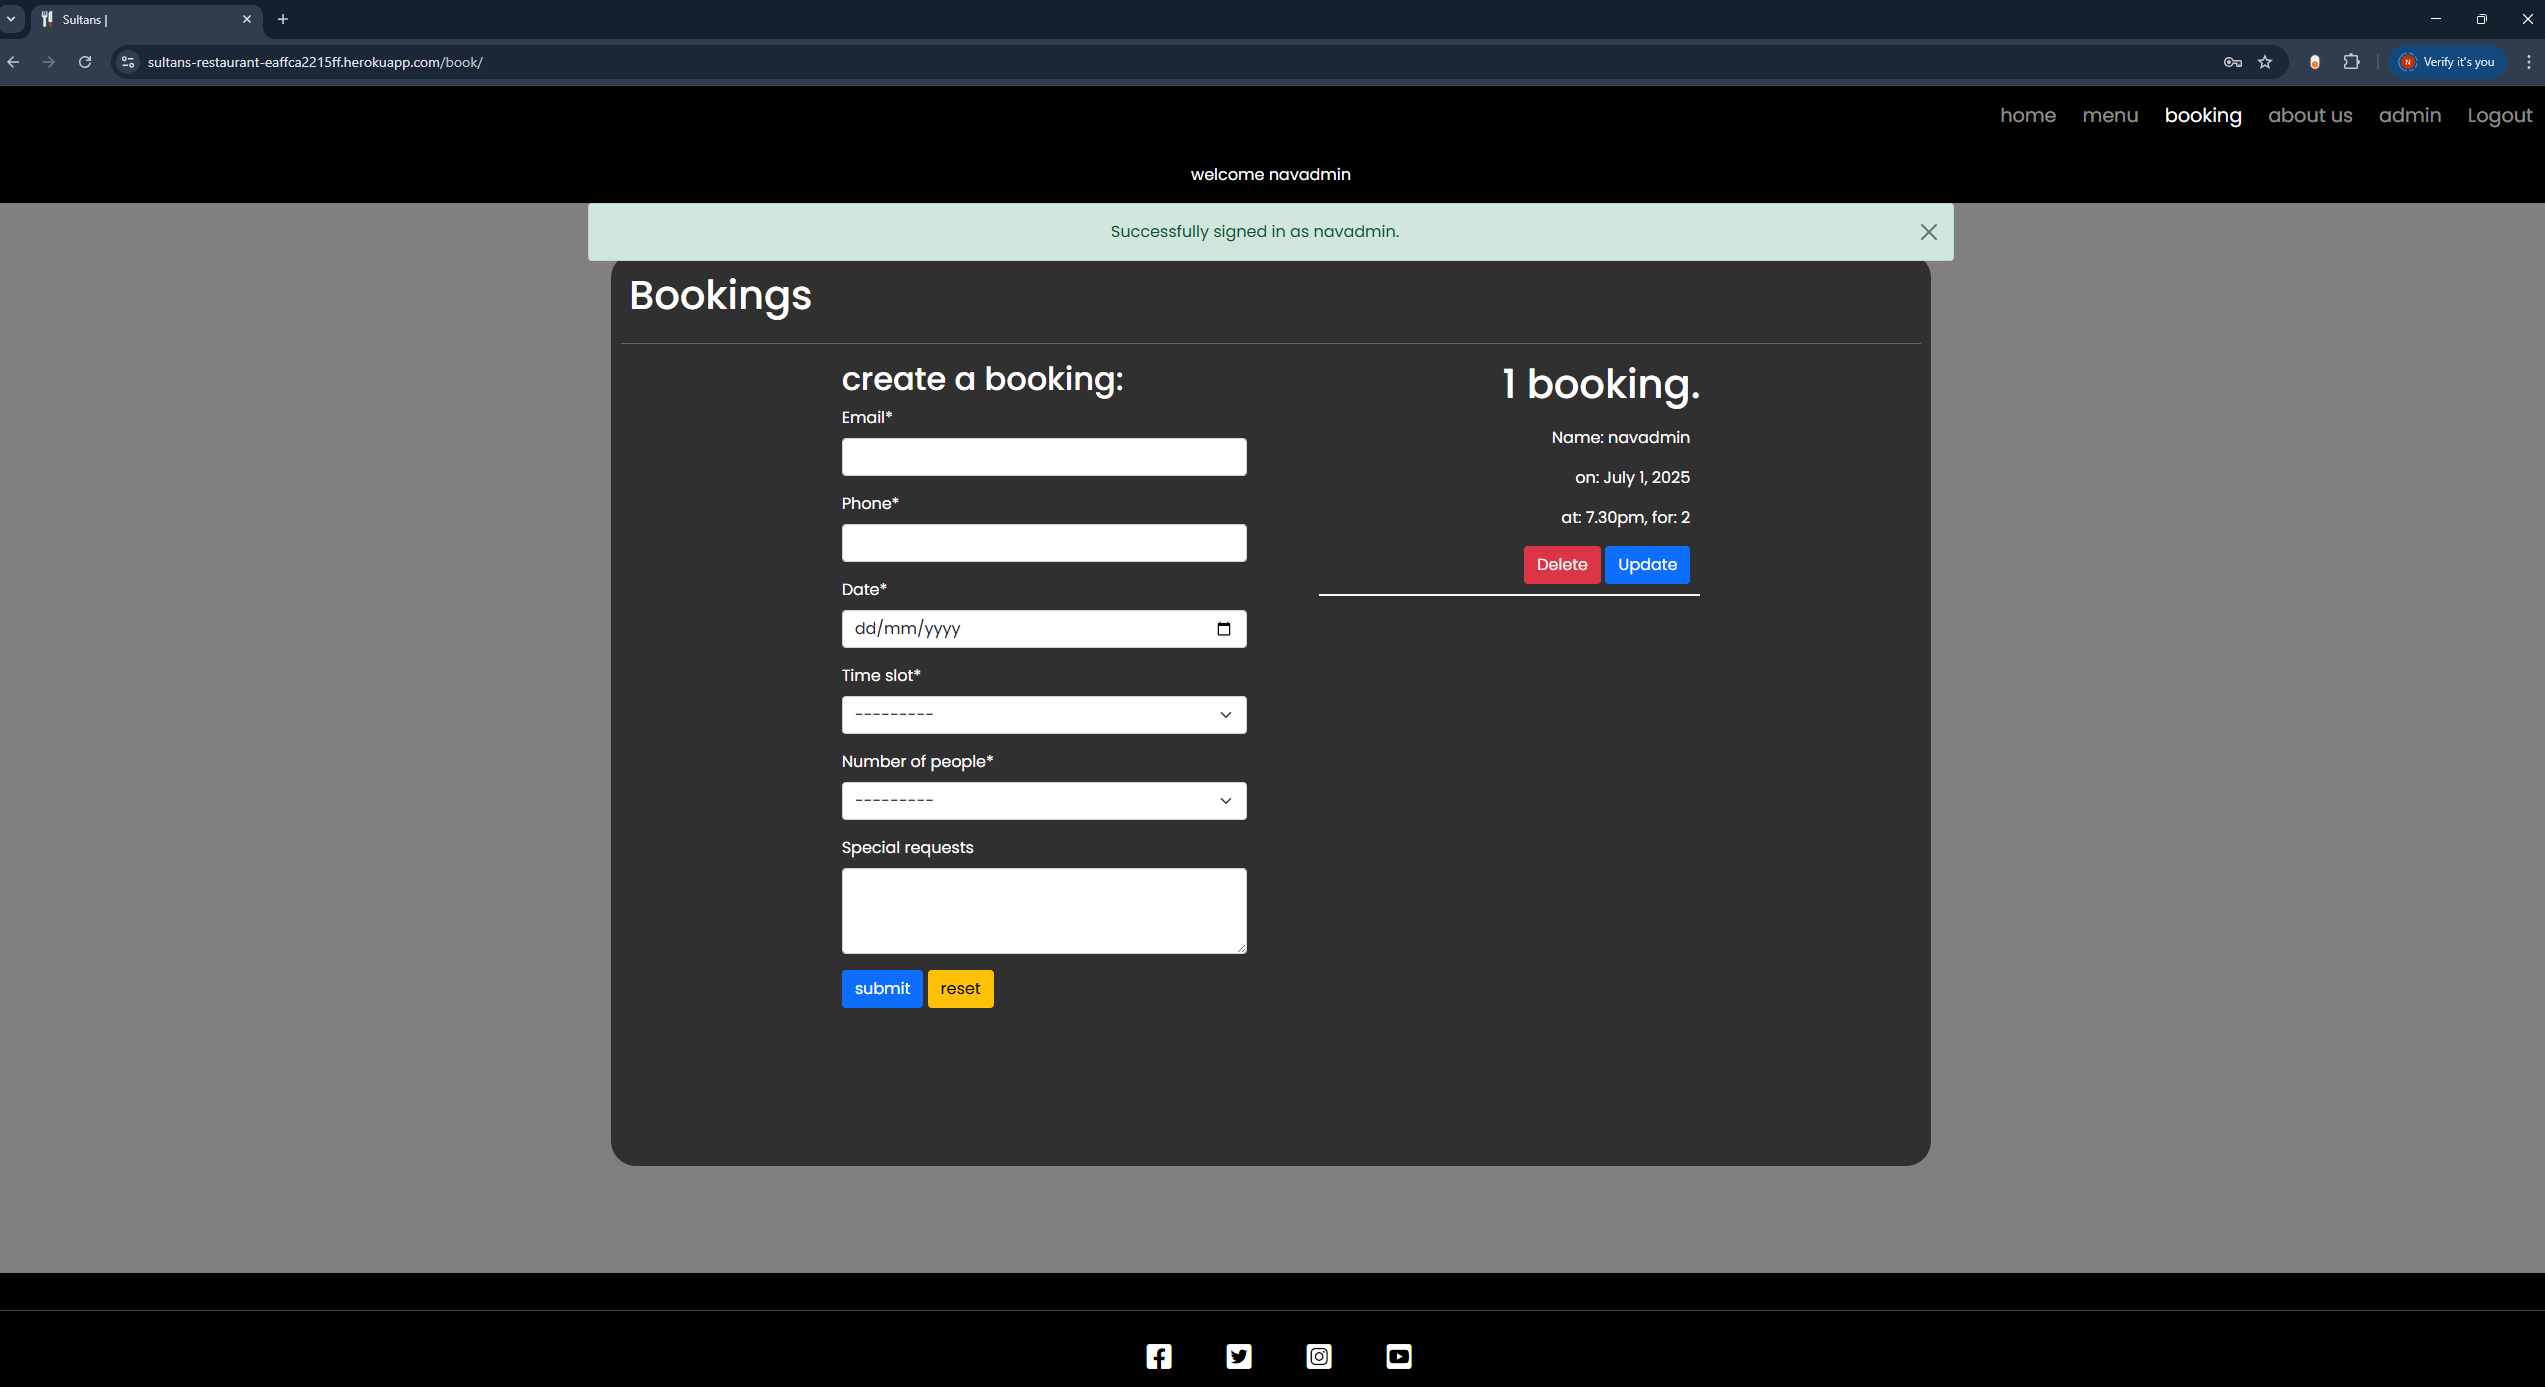 Sultans |
sultans-restaurant-eaffca2215ff.herokuapp.com/book/
N
Verify it's you
home menu booking about us admin Logout
welcome navadmin
Successfully signed in as navadmin.
Bookings
create a booking:
Email*
Phone*
Date*
dd/mm/yyyy
Time slot*
---------
Number of people*
---------
Special requests
submit reset
1 booking.
Name: navadmin
on: July 1, 2025
at: 7.30pm, for: 2
Delete Update